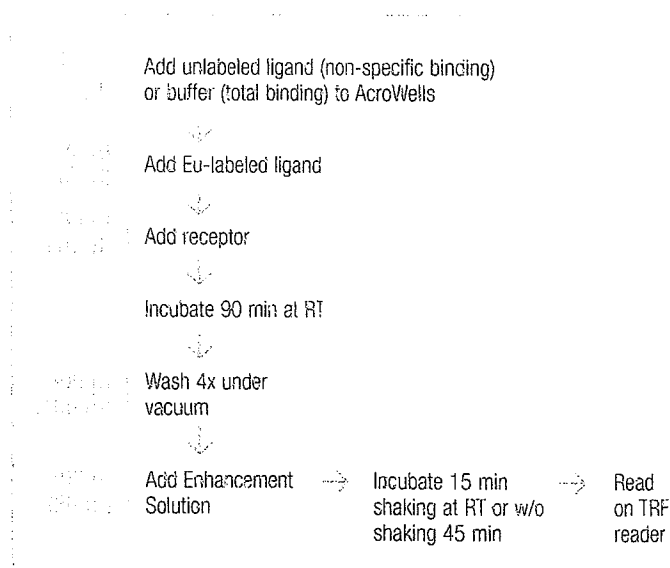 Add unlabeled ligand (non-specific binding)
or buffer (total binding) to AcroWells
Add Eu-labeled ligand
Add receptor
Incubate 90 min at RT
Wash 4x under
vacuum
Add Enhancement
Solution
Incubate 15 min
shaking at RT or w/o
shaking 45 min
Read
on TRF
reader